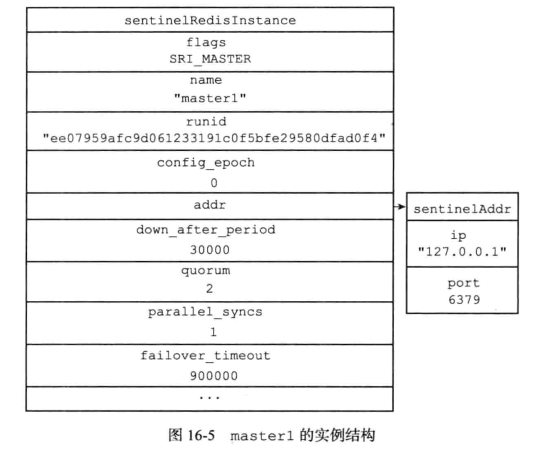 sentinelRedisInstance
flags
SRI_MASTER
name
"master1"
runid
"ee07959afc9d061233191c0f5bfe29580dfad0f4"
config_epoch
0
addr
down_after_period
30000
quorum
2
parallel_syncs
1
failover_timeout
900000
...
sentinelAddr
ip
"127.0.0.1"
port
6379
图 16-5 master1 的实例结构